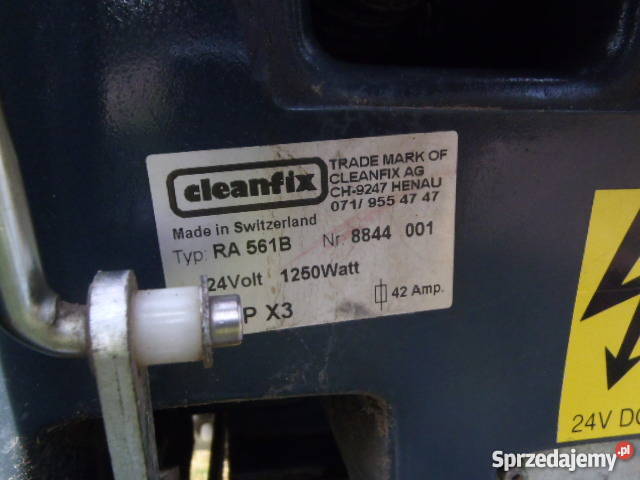 cleanfix
TRADE MARK OF
CLEANFIX AG
CH-9247 HENAU
071/ 955 47 47
Made in Switzerland
Typ: RA 561B Nr. 8844 001
24Volt 1250Watt
P X3 42 Amp.
24V DC
Sprzedajemy.pl